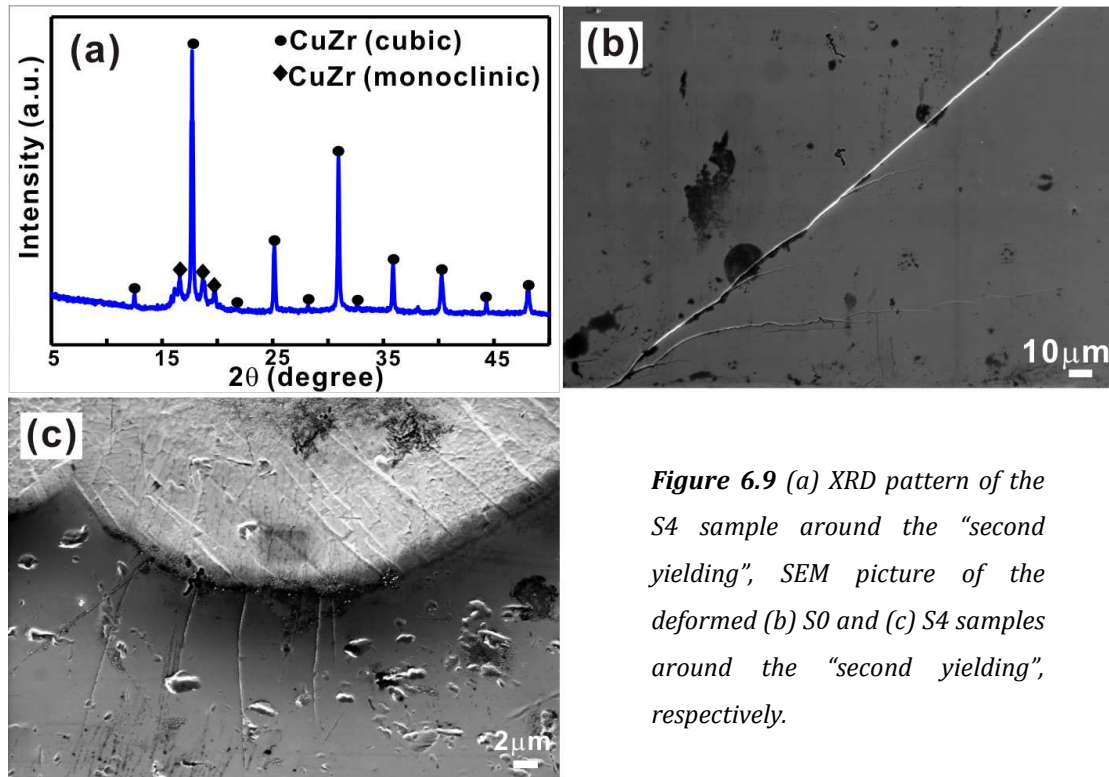 (a)
● CuZr (cubic)
◆ CuZr (monoclinic)
Intensity (a.u.)
5 15 25 35 45
2θ (degree)
(b)
10μm
(c)
2μm
Figure 6.9 (a) XRD pattern of the
S4 sample around the “second
yielding”, SEM picture of the
deformed (b) S0 and (c) S4 samples
around the “second yielding”,
respectively.